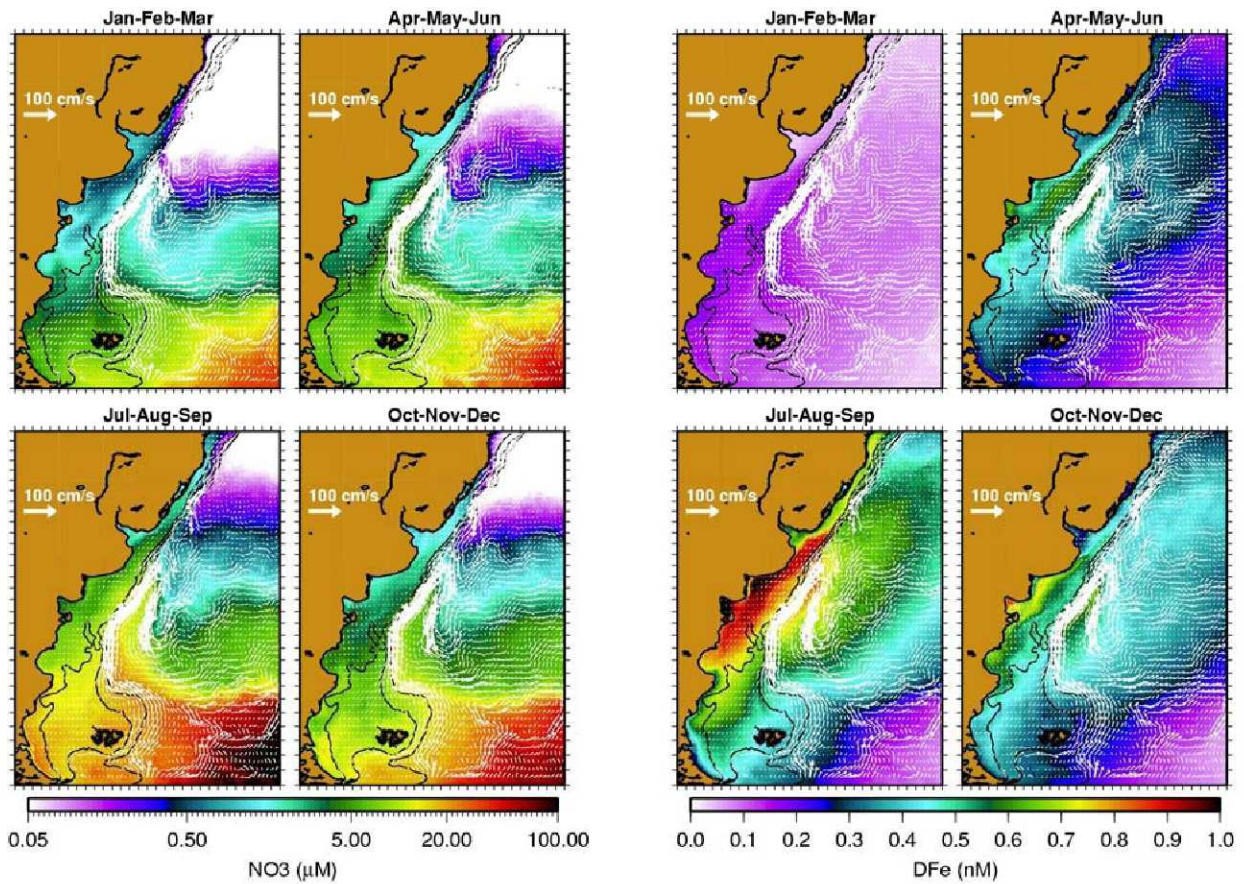 Jan-Feb-Mar
Apr-May-Jun
Jan-Feb-Mar
Apr-May-Jun
100 cm/s
100 cm/s
100 cm/s
100 cm/s
Jul-Aug-Sep
Oct-Nov-Dec
Jul-Aug-Sep
Oct-Nov-Dec
100 cm/s
100 cm/s
100 cm/s
100 cm/s
0.05 0.50 5.00 20.00 100.00
NO3 (μM)
0.0 0.1 0.2 0.3 0.4 0.5 0.6 0.7 0.8 0.9 1.0
DFe (nM)